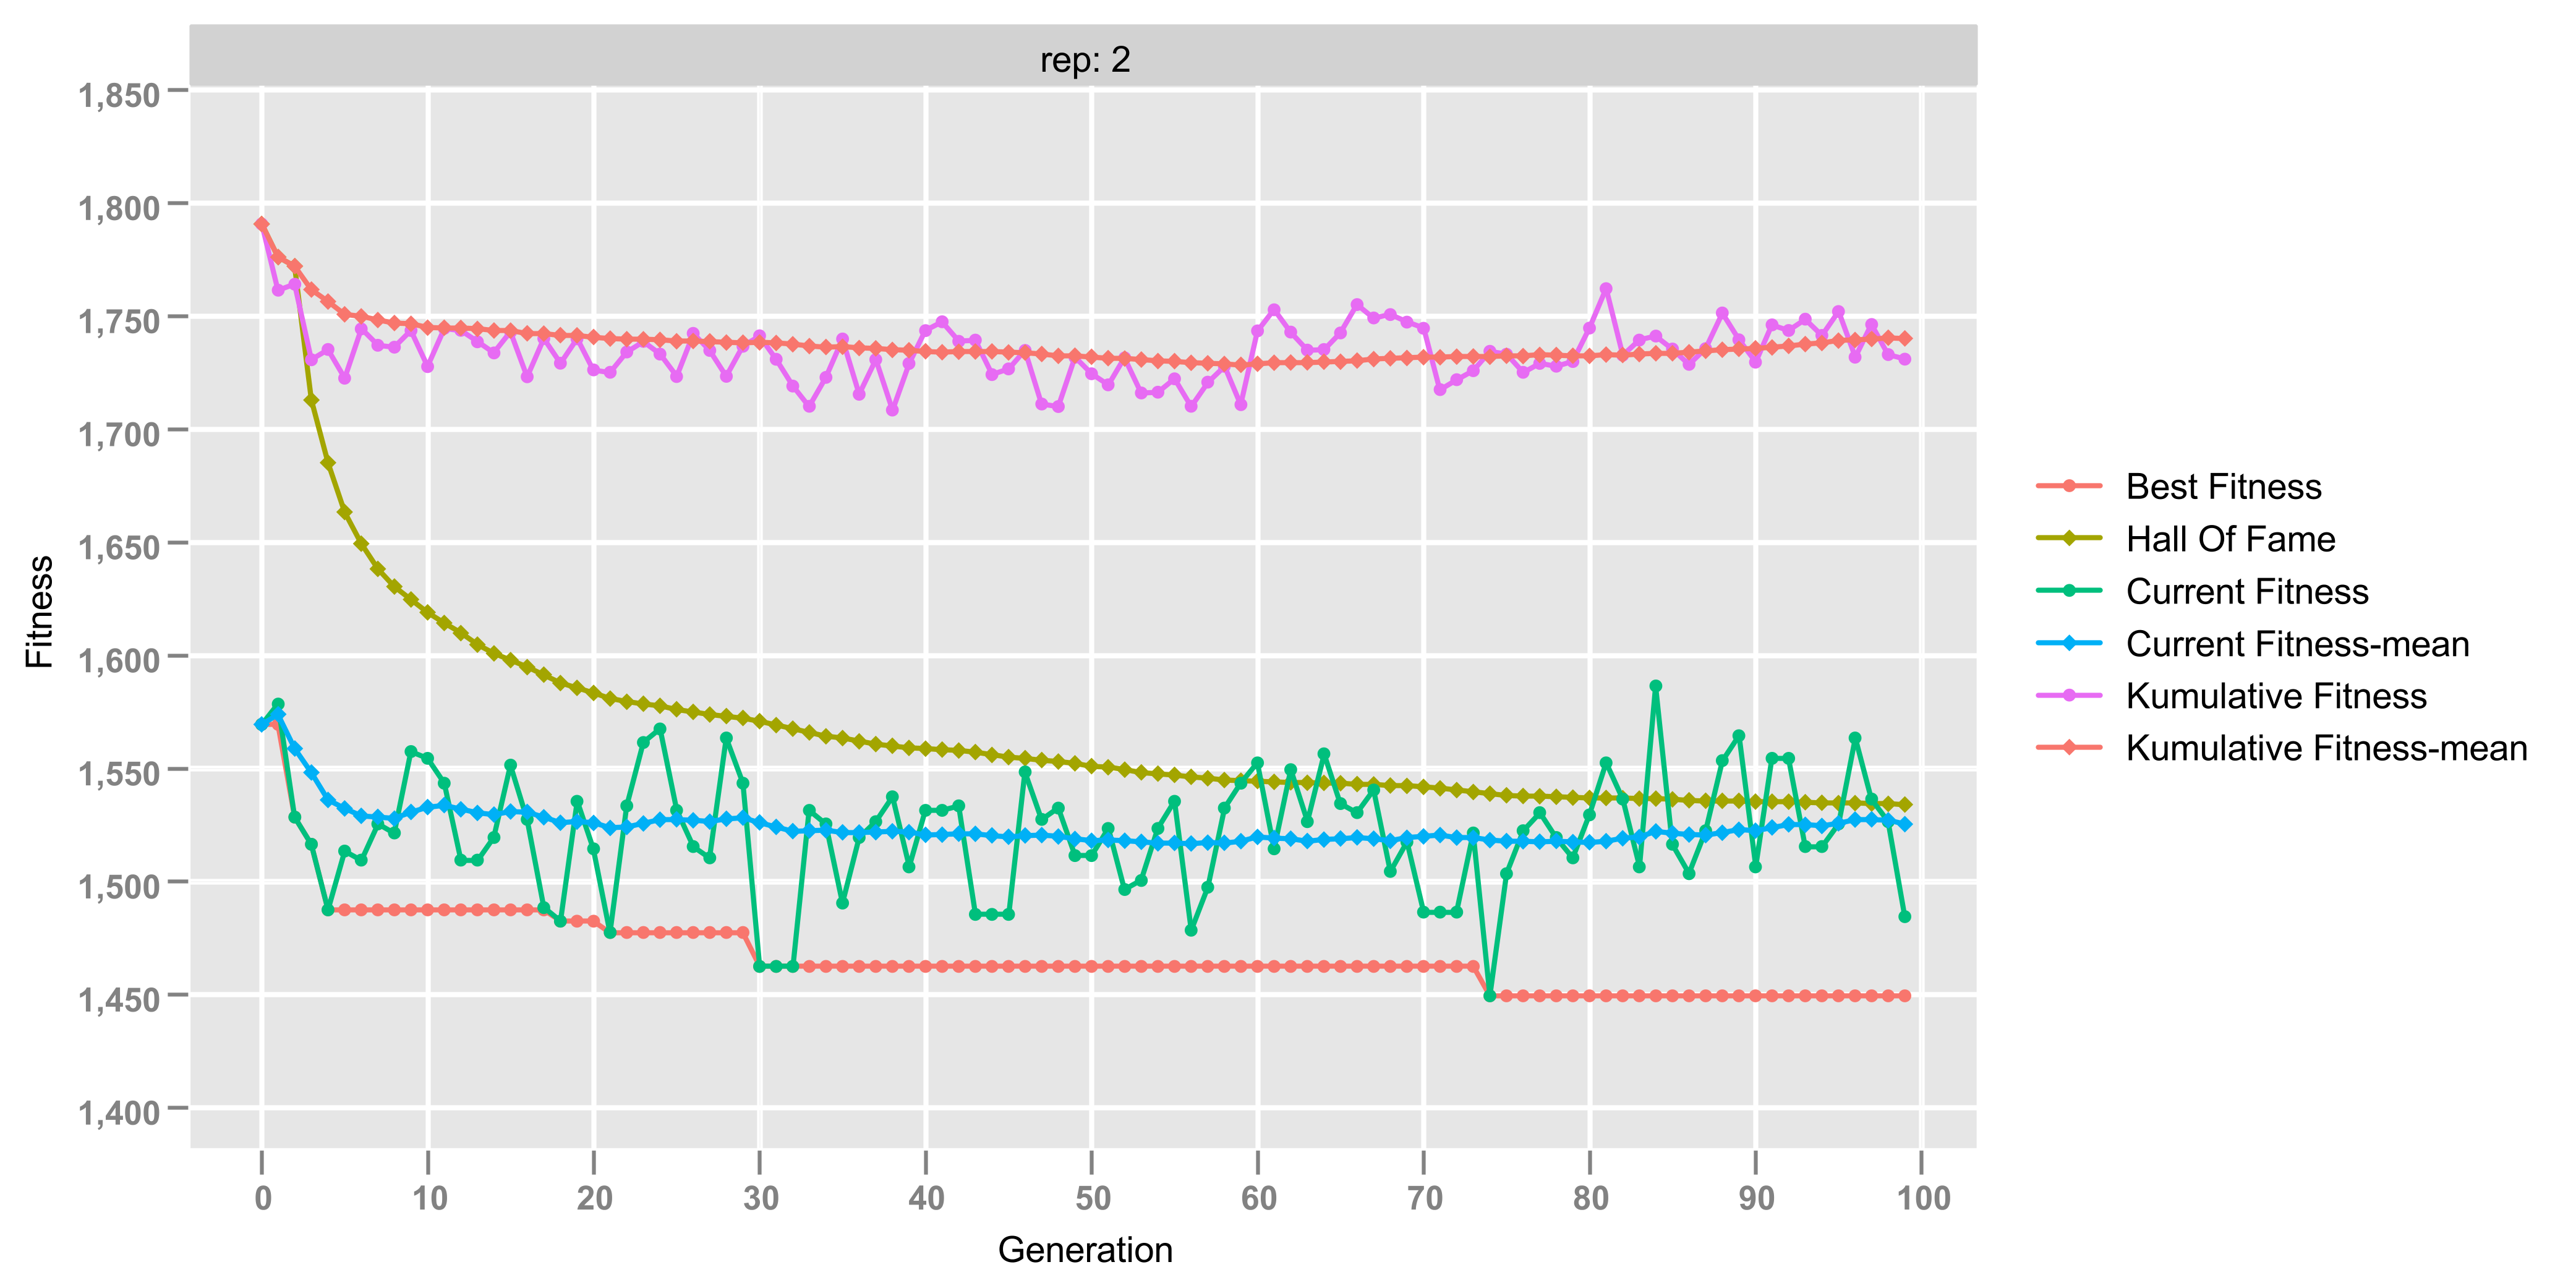 rep: 2
1,850
1,800
1,750
1,700
1,650
1,600
1,550
1,500
1,450
1,400
Fitness
0 10 20 30 40 50 60 70 80 90 100
Generation
Best Fitness
Hall Of Fame
Current Fitness
Current Fitness-mean
Kumulative Fitness
Kumulative Fitness-mean